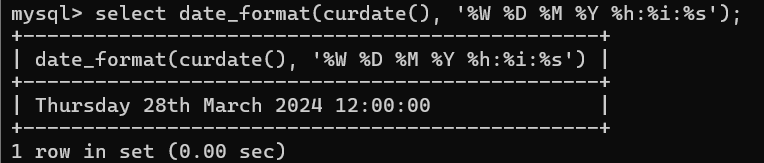 mysql> select date_format(curdate(), '%W %D %M %Y %h:%i:%s');
+------------------------------------------------+
| date_format(curdate(), '%W %D %M %Y %h:%i:%s') |
+------------------------------------------------+
| Thursday 28th March 2024 12:00:00              |
+------------------------------------------------+
1 row in set (0.00 sec)